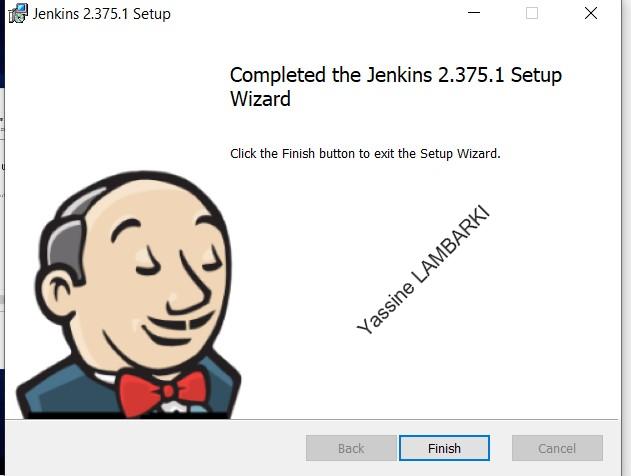 Jenkins 2.375.1 Setup
Completed the Jenkins 2.375.1 Setup
Wizard
Click the Finish button to exit the Setup Wizard.
Yassine LAMBARKI
Back
Finish
Cancel